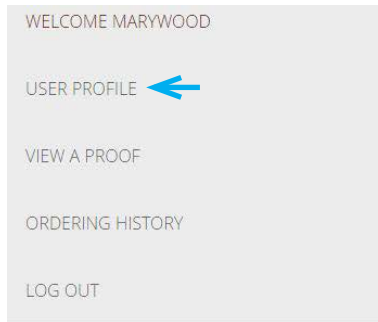 WELCOME MARYWOOD
USER PROFILE
VIEW A PROOF
ORDERING HISTORY
LOG OUT